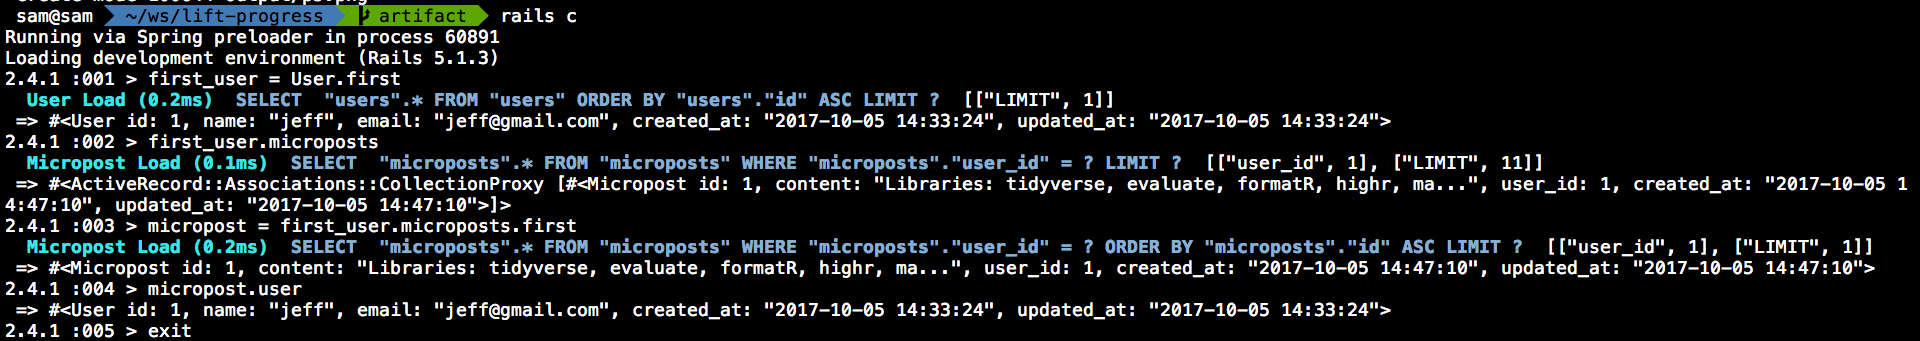 create mode 100644 output/ps.png
sam@sam ~/ws/lift-progress artifact rails c
Running via Spring preloader in process 60891
Loading development environment (Rails 5.1.3)
2.4.1 :001 > first_user = User.first
User Load (0.2ms) SELECT "users".* FROM "users" ORDER BY "users"."id" ASC LIMIT ? [["LIMIT", 1]]
=> #<User id: 1, name: "jeff", email: "jeff@gmail.com", created_at: "2017-10-05 14:33:24", updated_at: "2017-10-05 14:33:24">
2.4.1 :002 > first_user.microposts
Micropost Load (0.1ms) SELECT "microposts".* FROM "microposts" WHERE "microposts"."user_id" = ? LIMIT ? [["user_id", 1], ["LIMIT", 11]]
=> #<ActiveRecord::Associations::CollectionProxy [#<Micropost id: 1, content: "Libraries: tidyverse, evaluate, formatR, highr, ma...", user_id: 1, created_at: "2017-10-05 1
4:47:10", updated_at: "2017-10-05 14:47:10">]>
2.4.1 :003 > micropost = first_user.microposts.first
Micropost Load (0.2ms) SELECT "microposts".* FROM "microposts" WHERE "microposts"."user_id" = ? ORDER BY "microposts"."id" ASC LIMIT ? [["user_id", 1], ["LIMIT", 1]]
=> #<Micropost id: 1, content: "Libraries: tidyverse, evaluate, formatR, highr, ma...", user_id: 1, created_at: "2017-10-05 14:47:10", updated_at: "2017-10-05 14:47:10">
2.4.1 :004 > micropost.user
=> #<User id: 1, name: "jeff", email: "jeff@gmail.com", created_at: "2017-10-05 14:33:24", updated_at: "2017-10-05 14:33:24">
2.4.1 :005 > exit